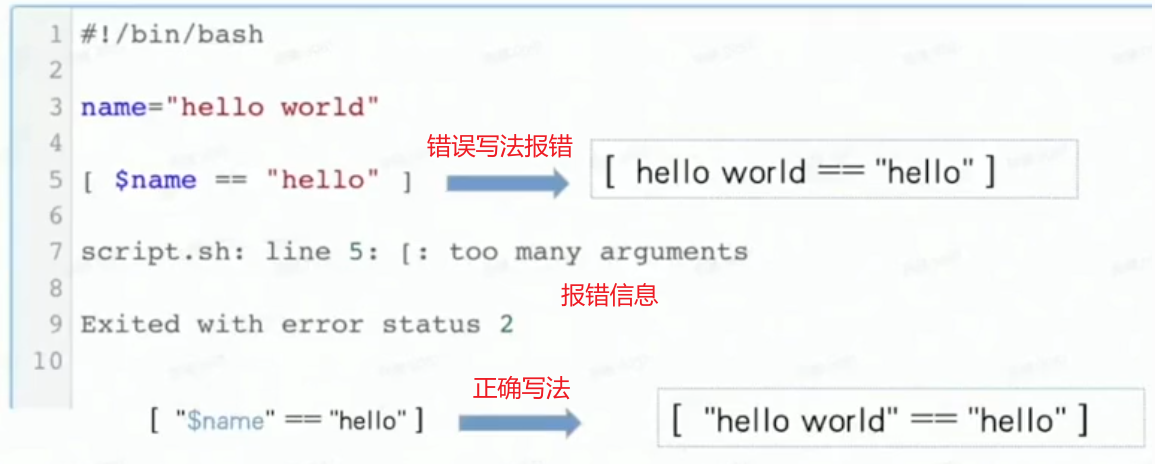 1 #!/bin/bash
2
3 name="hello world"
4
错误写法报错
5 [ $name == "hello" ] [ hello world == "hello" ]
6
7 script.sh: line 5: [: too many arguments
8
报错信息
9 Exited with error status 2
10
正确写法
[ "$name" == "hello" ] [ "hello world" == "hello" ]